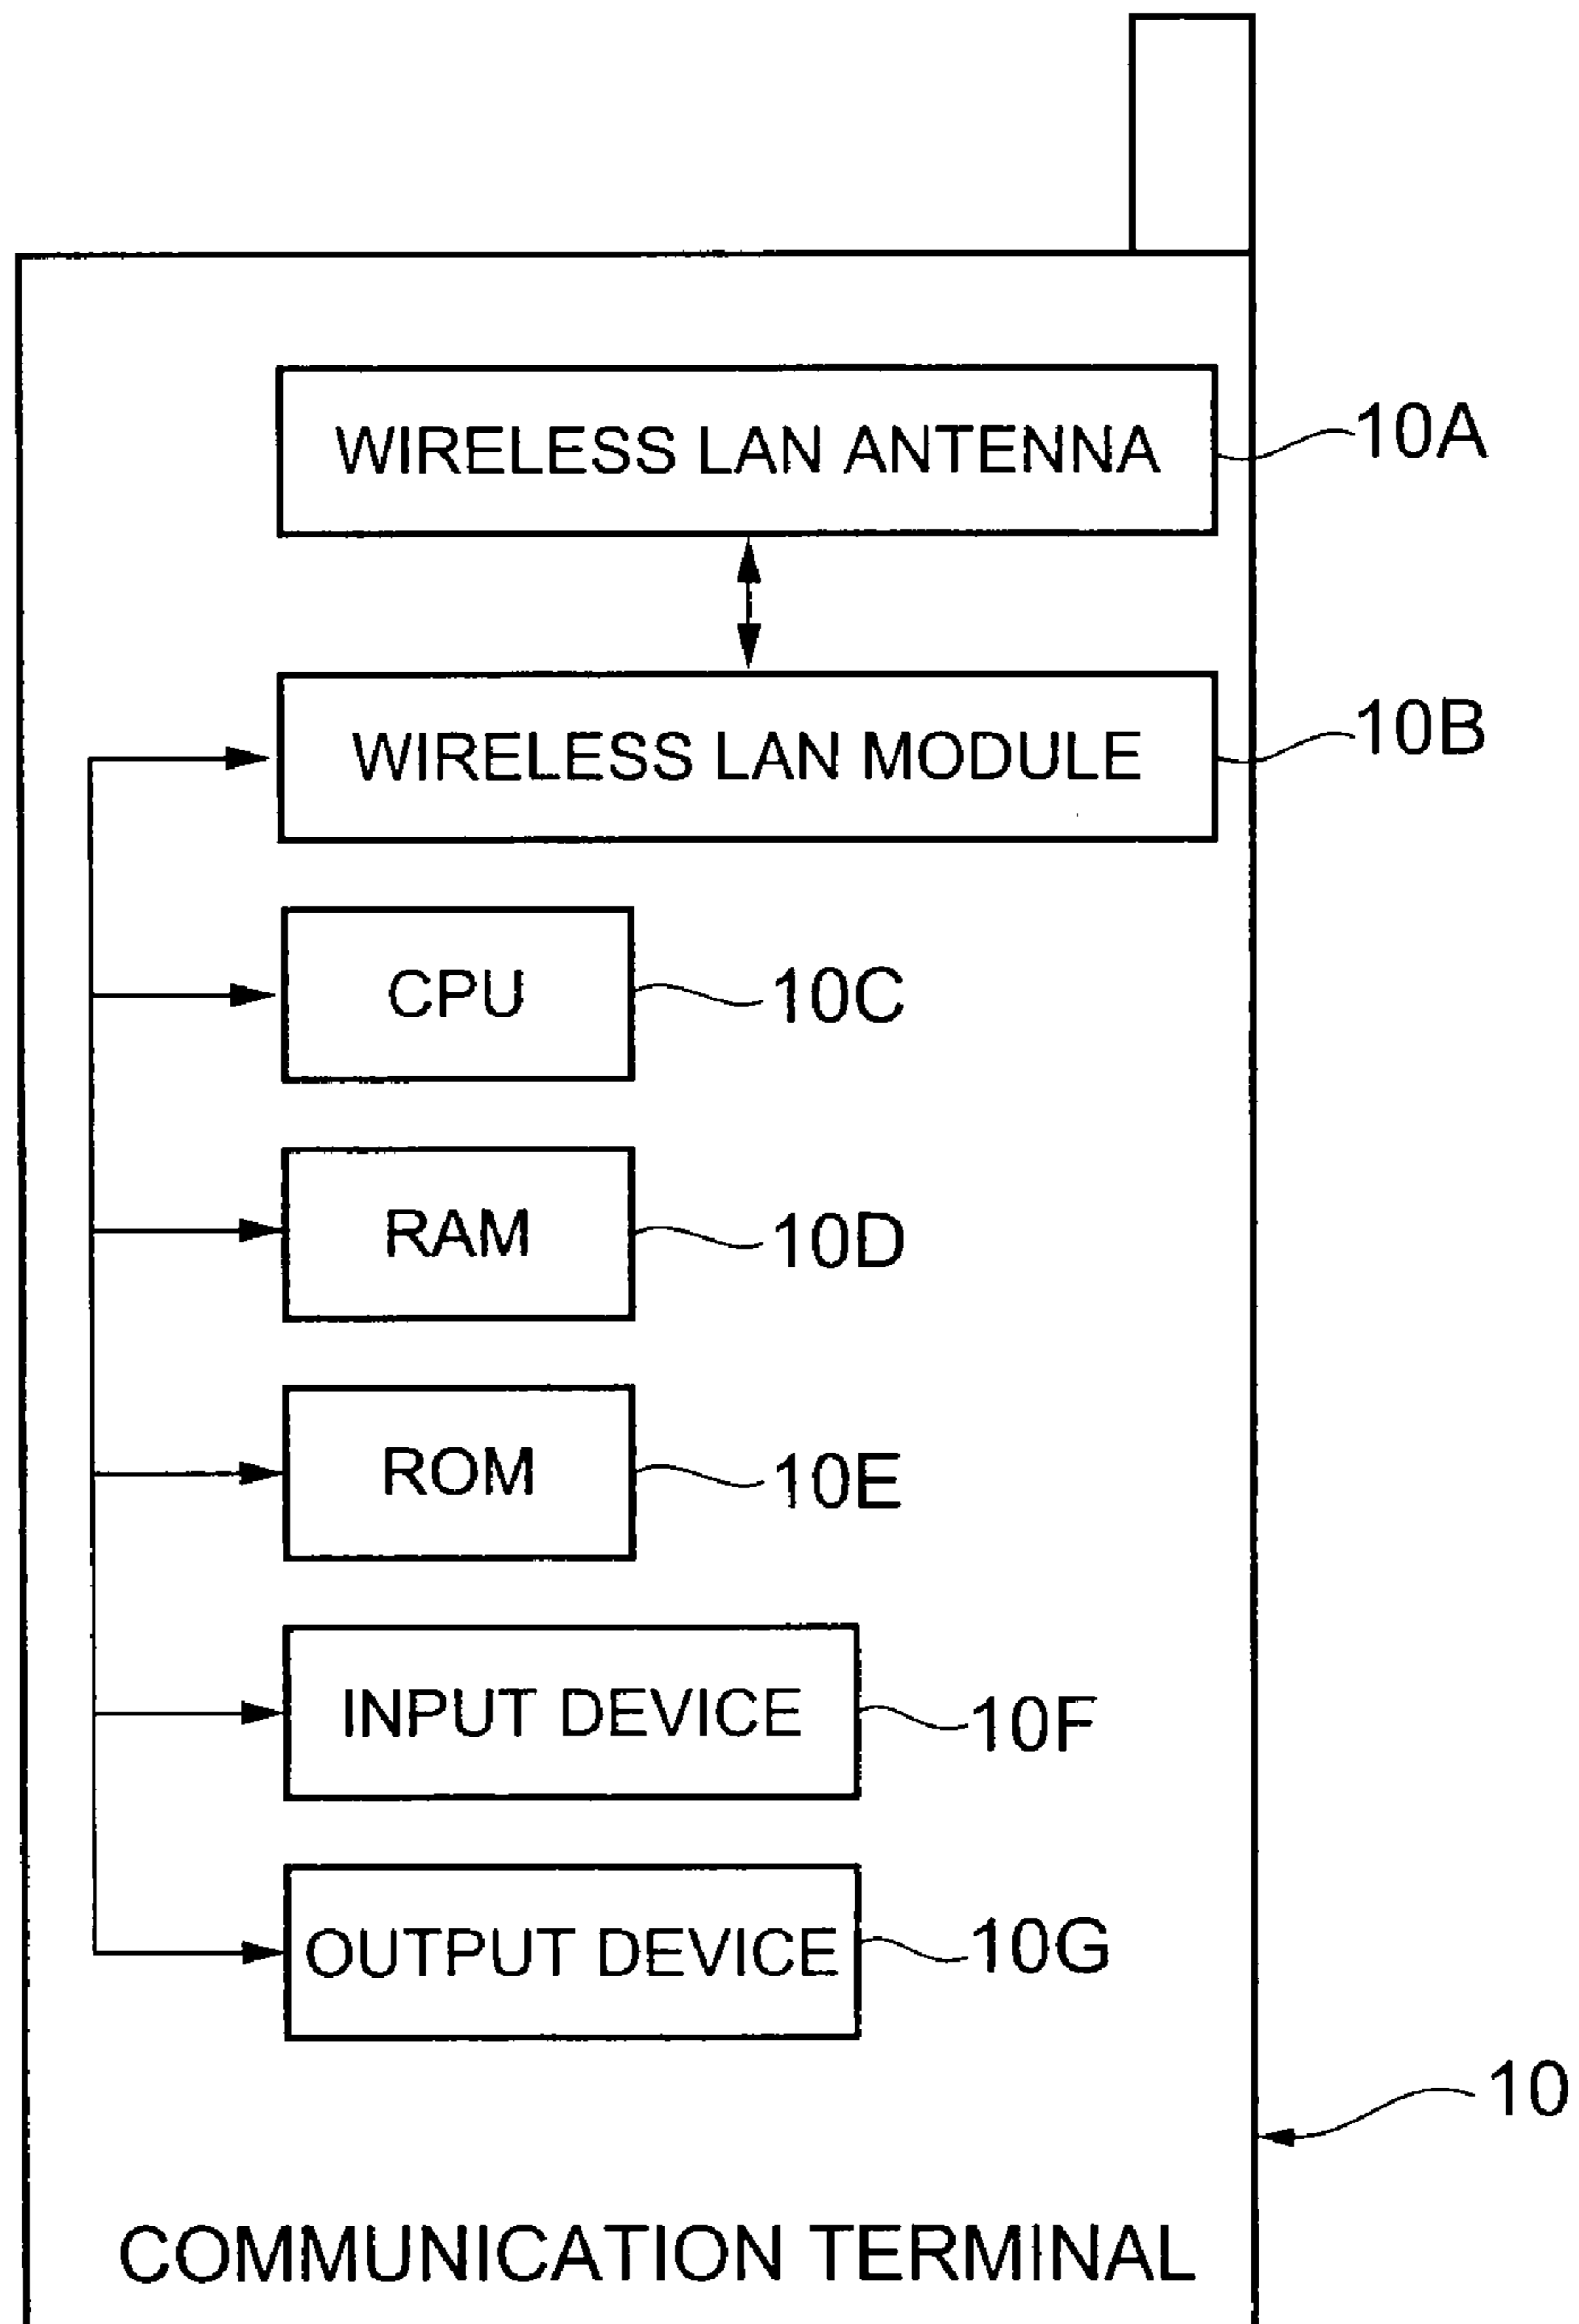 WIRELESS LAN ANTENNA
10A
WIRELESS LAN MODULE
10B
CPU
10C
RAM
10D
ROM
10E
INPUT DEVICE
10F
OUTPUT DEVICE
10G
10
COMMUNICATION TERMINAL